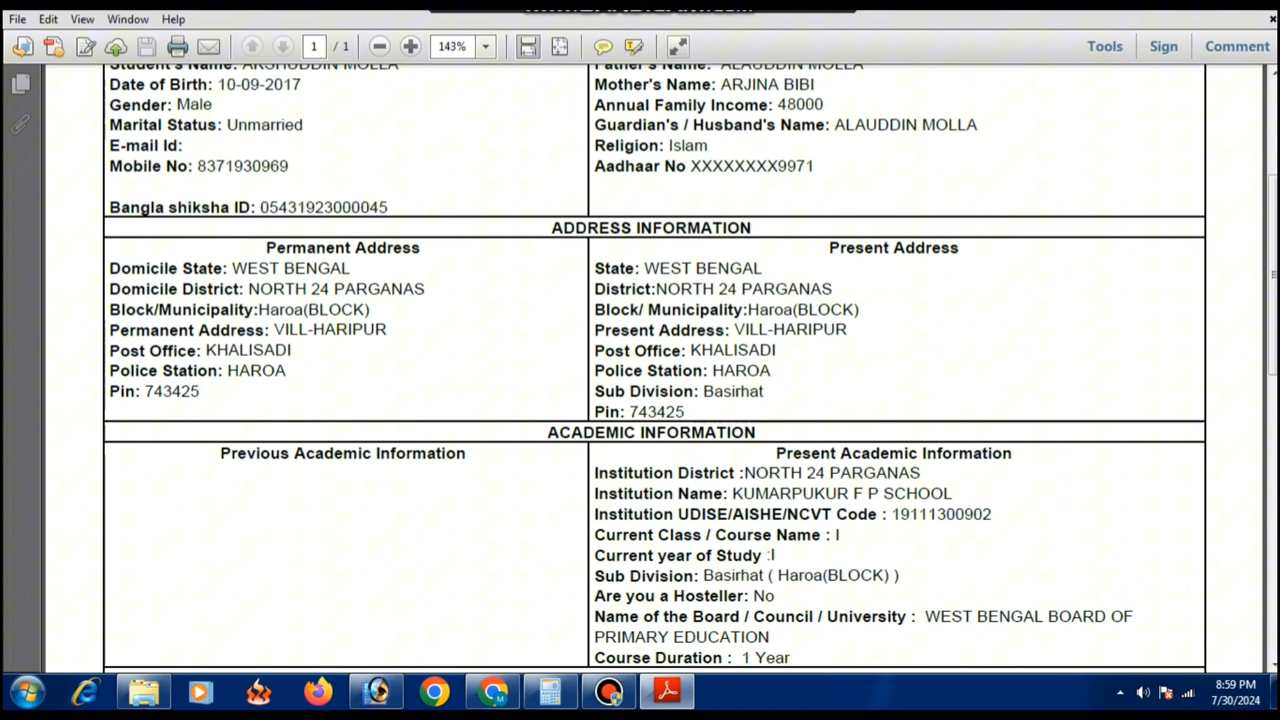 File Edit View Window Help
1 / 1 143% Tools Sign Comment
Student's Name: ARSHUDDIN MOLLA
Father's Name: ALAUDDIN MOLLA
Date of Birth: 10-09-2017
Mother's Name: ARJINA BIBI
Gender: Male
Annual Family Income: 48000
Marital Status: Unmarried
Guardian's / Husband's Name: ALAUDDIN MOLLA
E-mail Id:
Religion: Islam
Mobile No: 8371930969
Aadhaar No XXXXXXXX9971
Bangla shiksha ID: 05431923000045
ADDRESS INFORMATION
Permanent Address
Domicile State: WEST BENGAL
Domicile District: NORTH 24 PARGANAS
Block/Municipality:Haroa(BLOCK)
Permanent Address: VILL-HARIPUR
Post Office: KHALISADI
Police Station: HAROA
Pin: 743425
Present Address
State: WEST BENGAL
District:NORTH 24 PARGANAS
Block/ Municipality:Haroa(BLOCK)
Present Address: VILL-HARIPUR
Post Office: KHALISADI
Police Station: HAROA
Sub Division: Basirhat
Pin: 743425
ACADEMIC INFORMATION
Previous Academic Information
Present Academic Information
Institution District :NORTH 24 PARGANAS
Institution Name: KUMARPUKUR F P SCHOOL
Institution UDISE/AISHE/NCVT Code : 19111300902
Current Class / Course Name : I
Current year of Study :I
Sub Division: Basirhat ( Haroa(BLOCK) )
Are you a Hosteller: No
Name of the Board / Council / University : WEST BENGAL BOARD OF
PRIMARY EDUCATION
Course Duration : 1 Year
8:59 PM
7/30/2024